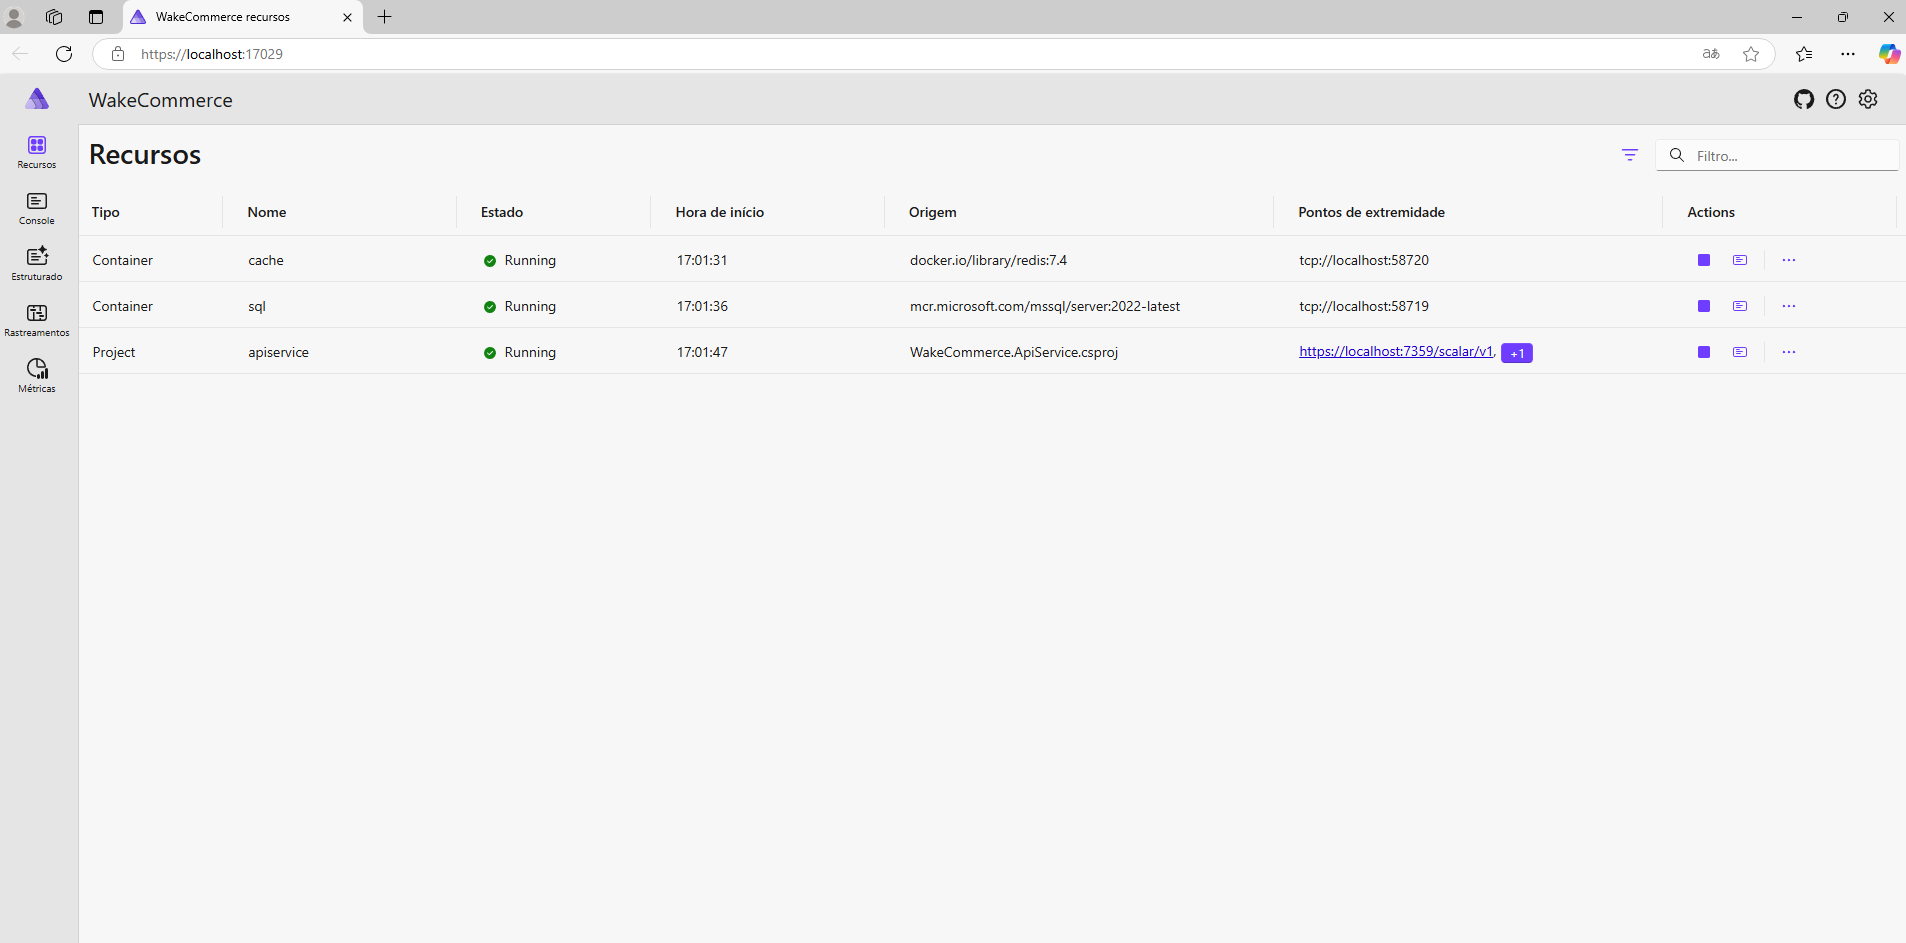 WakeCommerce recursos
https://localhost:17029
aあ
WakeCommerce
Recursos
Console
Estruturado
Rastreamentos
Métricas
Recursos
Filtro...
Tipo Nome Estado Hora de início Origem Pontos de extremidade Actions
Container cache Running 17:01:31 docker.io/library/redis:7.4 tcp://localhost:58720
Container sql Running 17:01:36 mcr.microsoft.com/mssql/server:2022-latest tcp://localhost:58719
Project apiservice Running 17:01:47 WakeCommerce.ApiService.csproj https://localhost:7359/scalar/v1, +1